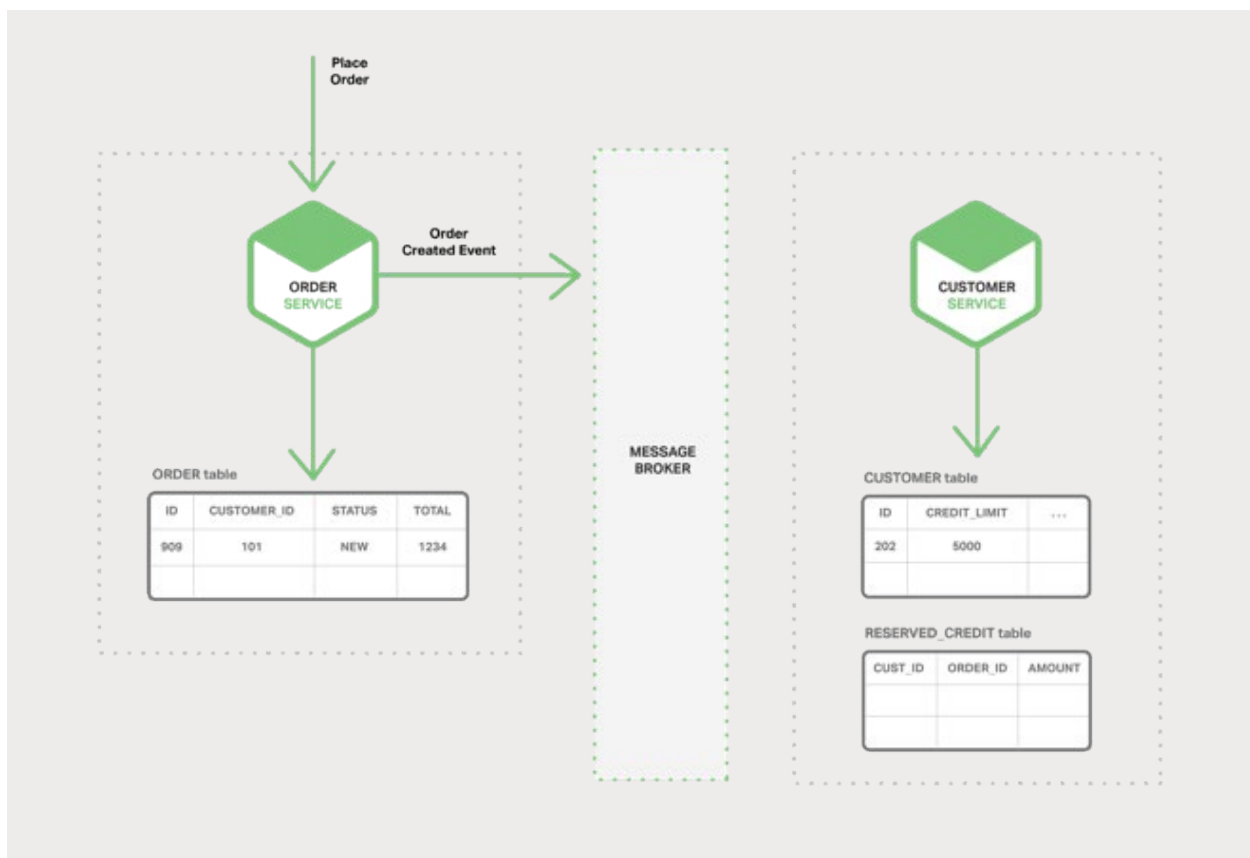 Place
Order
Order
Created Event
ORDER
SERVICE
CUSTOMER
SERVICE
MESSAGE
BROKER
ORDER table
ID CUSTOMER_ID STATUS TOTAL
909 101 NEW 1234
CUSTOMER table
ID CREDIT_LIMIT ...
202 5000
RESERVED_CREDIT table
CUST_ID ORDER_ID AMOUNT